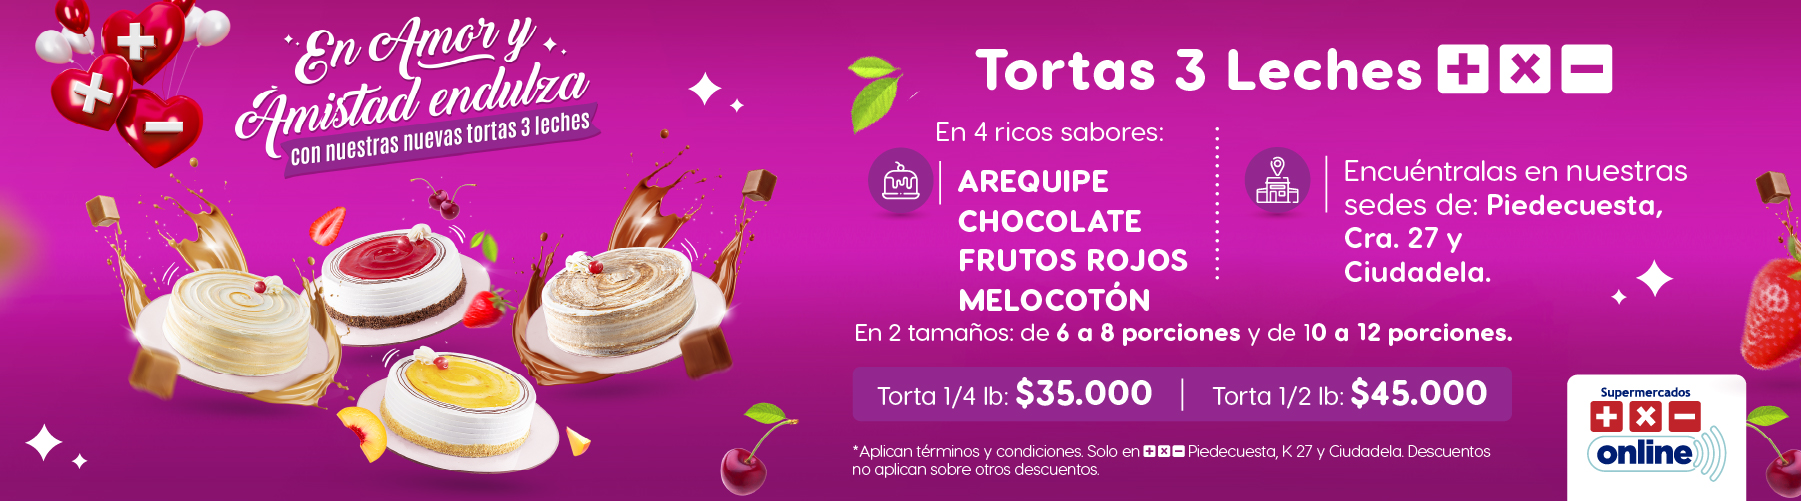 En Amor y
Amistad endulza
con nuestras nuevas tortas 3 leches
Tortas 3 Leches + x -
En 4 ricos sabores:
AREQUIPE
CHOCOLATE
FRUTOS ROJOS
MELOCOTÓN
Encuéntralas en nuestras
sedes de: Piedecuesta,
Cra. 27 y
Ciudadela.
En 2 tamaños: de 6 a 8 porciones y de 10 a 12 porciones.
Torta 1/4 lb: $35.000 | Torta 1/2 lb: $45.000
*Aplican términos y condiciones. Solo en + x - Piedecuesta, K 27 y Ciudadela. Descuentos
no aplican sobre otros descuentos.
Supermercados
+ x -
online